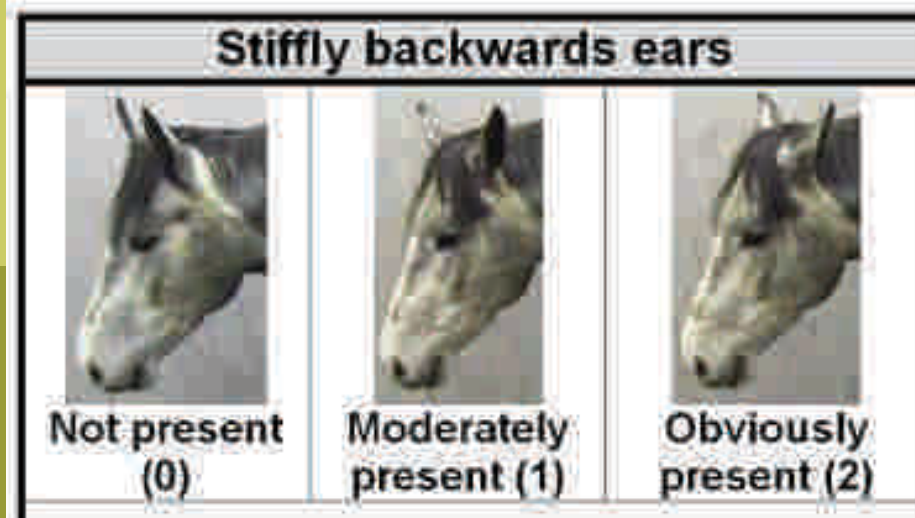 Stiffly backwards ears
Not present
(0)
Moderately
present (1)
Obviously
present (2)